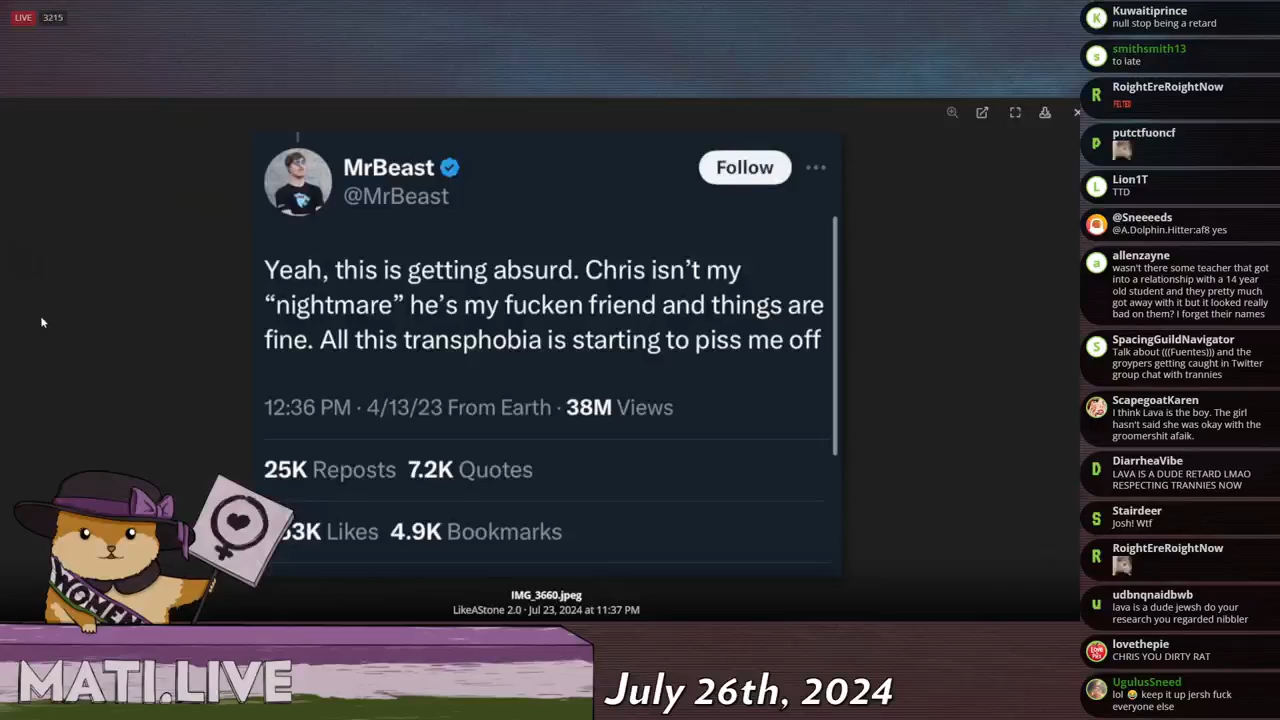 LIVE 3215
MrBeast
@MrBeast
Follow
Yeah, this is getting absurd. Chris isn’t my
“nightmare” he’s my fucken friend and things are
fine. All this transphobia is starting to piss me off
12:36 PM · 4/13/23 From Earth · 38M Views
25K Reposts 7.2K Quotes
3K Likes 4.9K Bookmarks
IMG_3660.jpeg
LikeAStone 2.0 · Jul 23, 2024 at 11:37 PM
WOMEN
MATI.LIVE
July 26th, 2024
K
Kuwaitiprince
null stop being a retard
s
smithsmith13
to late
R
RoightEreRoightNow
FELTED
p
putctfuoncf
L
Lion1T
TTD
@Sneeeds
@A.Dolphin.Hitter:af8 yes
a
allenzayne
wasn't there some teacher that got
into a relationship with a 14 year
old student and they pretty much
got away with it but it looked really
bad on them? I forget their names
S
SpacingGuildNavigator
Talk about (((Fuentes))) and the
groypers getting caught in Twitter
group chat with trannies
ScapegoatKaren
I think Lava is the boy. The girl
hasn't said she was okay with the
groomershit afaik.
D
DiarrheaVibe
LAVA IS A DUDE RETARD LMAO
RESPECTING TRANNIES NOW
S
Stairdeer
Josh! Wtf
R
RoightEreRoightNow
u
udbnqnaidbwb
lava is a dude jewsh do your
research you regarded nibbler
lovethepie
CHRIS YOU DIRTY RAT
UgulusSneed
lol 😂 keep it up jersh fuck
everyone else